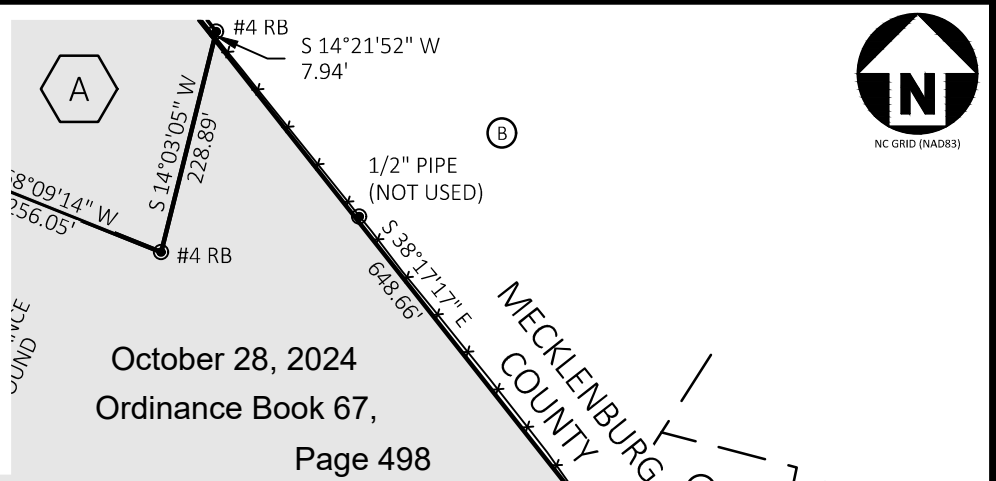 #4 RB
S 14°21'52" W
7.94'
A
N
NC GRID (NAD83)
B
S 14°03'05" W
228.89'
1/2" PIPE
(NOT USED)
68°09'14" W
256.05'
#4 RB
S 38°17'17" E
648.66'
MECKLENBURG
COUNTY
OUND
October 28, 2024
Ordinance Book 67,
Page 498